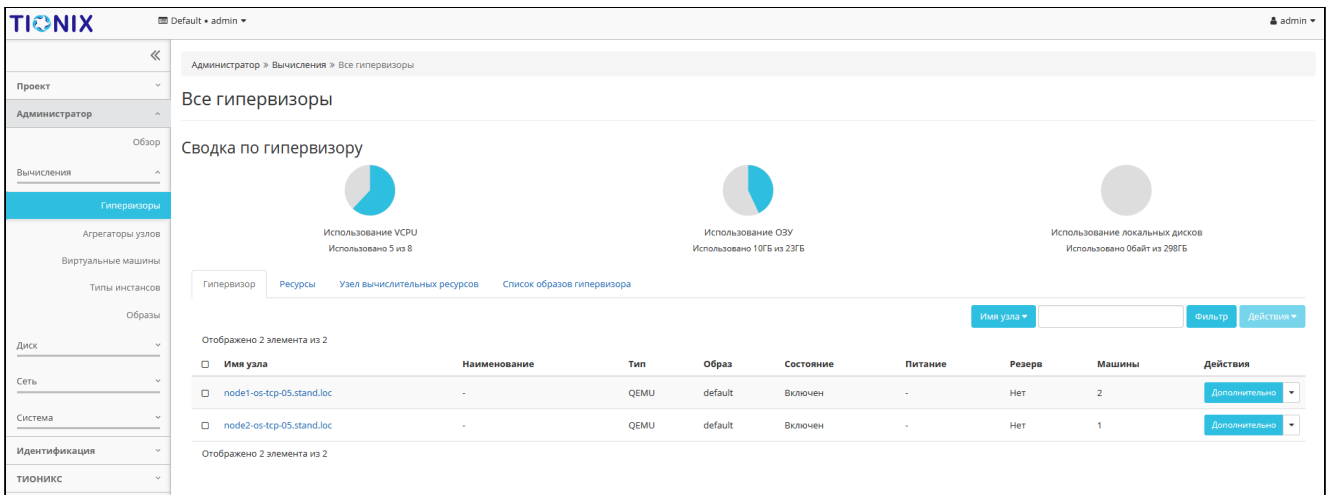 TIONIX
Default • admin
admin
Администратор » Вычисления » Все гипервизоры
Проект
Администратор
Обзор
Вычисления
Гипервизоры
Агрегаторы узлов
Виртуальные машины
Типы инстансов
Образы
Диск
Сеть
Система
Идентификация
ТИОНИКС
Все гипервизоры
Сводка по гипервизору
Использование VCPU
Использовано 5 из 8
Использование ОЗУ
Использовано 10ГБ из 23ГБ
Использование локальных дисков
Использовано 0байт из 298ГБ
Гипервизор Ресурсы Узел вычислительных ресурсов Список образов гипервизора
Имя узла Фильтр Действия
Отображено 2 элемента из 2
Имя узла Наименование Тип Образ Состояние Питание Резерв Машины Действия
node1-os-tcp-05.stand.loc - QEMU default Включен - Нет 2 Дополнительно
node2-os-tcp-05.stand.loc - QEMU default Включен - Нет 1 Дополнительно
Отображено 2 элемента из 2